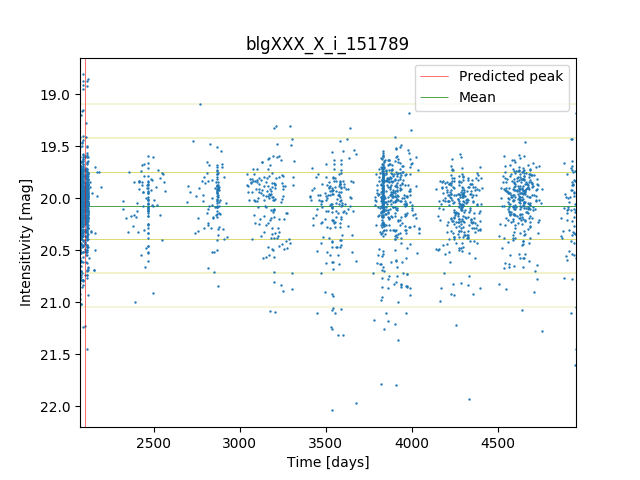 blgXXX_X_i_151789
Predicted peak
Mean
Intensitivity [mag]
19.0
19.5
20.0
20.5
21.0
21.5
22.0
2500
3000
3500
4000
4500
Time [days]